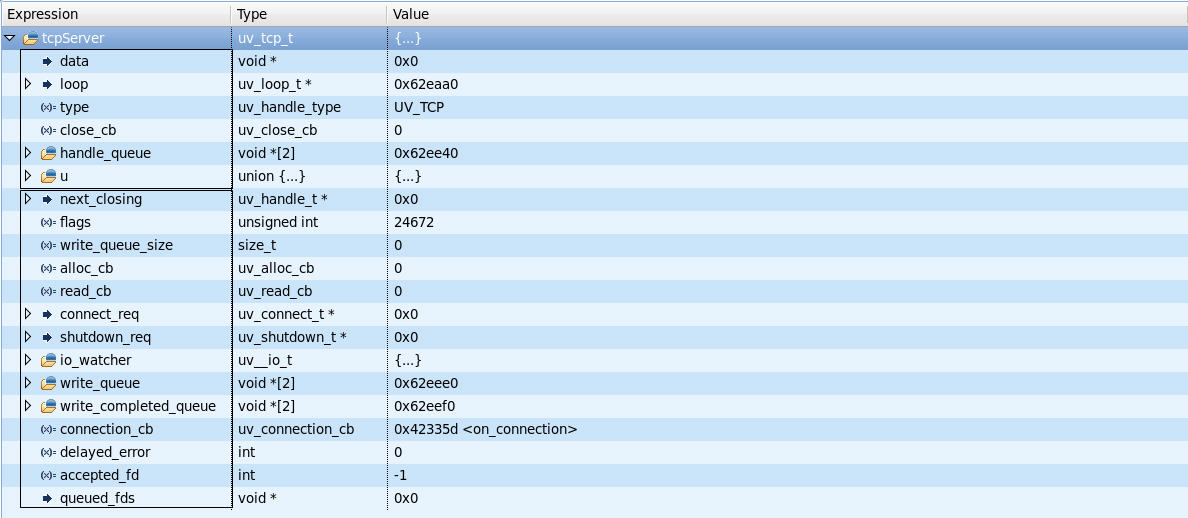 Expression Type Value
tcpServer uv_tcp_t {...}
data void * 0x0
loop uv_loop_t * 0x62eaa0
(x)= type uv_handle_type UV_TCP
(x)= close_cb uv_close_cb 0
handle_queue void *[2] 0x62ee40
u union {...} {...}
next_closing uv_handle_t * 0x0
(x)= flags unsigned int 24672
(x)= write_queue_size size_t 0
(x)= alloc_cb uv_alloc_cb 0
(x)= read_cb uv_read_cb 0
connect_req uv_connect_t * 0x0
shutdown_req uv_shutdown_t * 0x0
io_watcher uv__io_t {...}
write_queue void *[2] 0x62eee0
write_completed_queue void *[2] 0x62eef0
(x)= connection_cb uv_connection_cb 0x42335d <on_connection>
(x)= delayed_error int 0
(x)= accepted_fd int -1
queued_fds void * 0x0